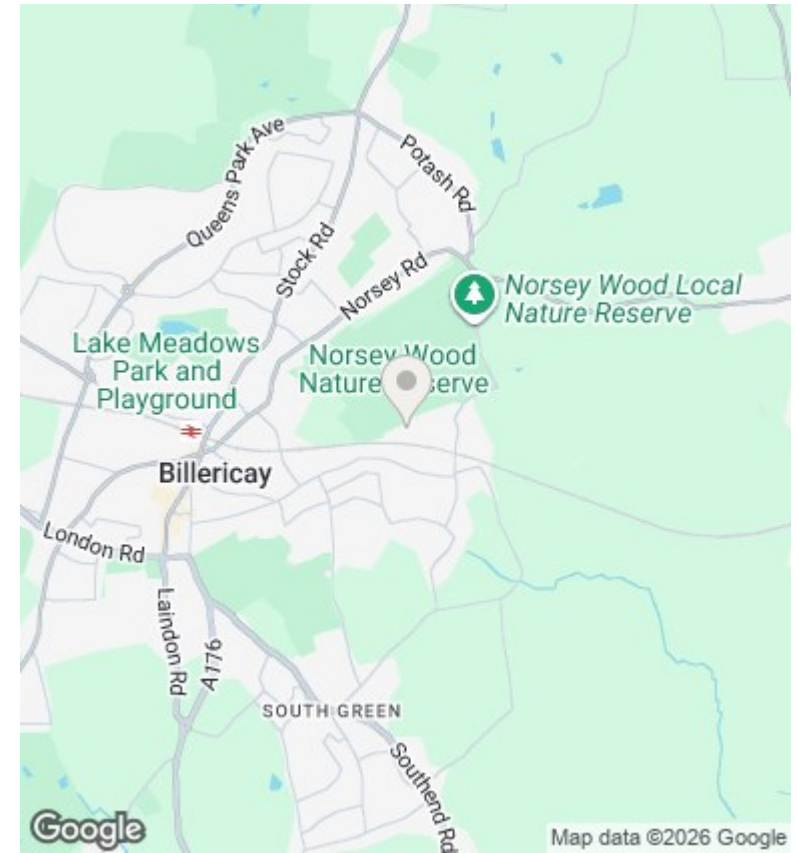 Queens Park Ave
Potash Rd
Stock Rd
Norsey Rd
Norsey Wood Local
Nature Reserve
Lake Meadows
Park and
Playground
Norsey Wood
Nature serve
Billericay
London Rd
Laindon Rd
A176
SOUTH GREEN
Southend Rd
Google
Map data ©2026 Google